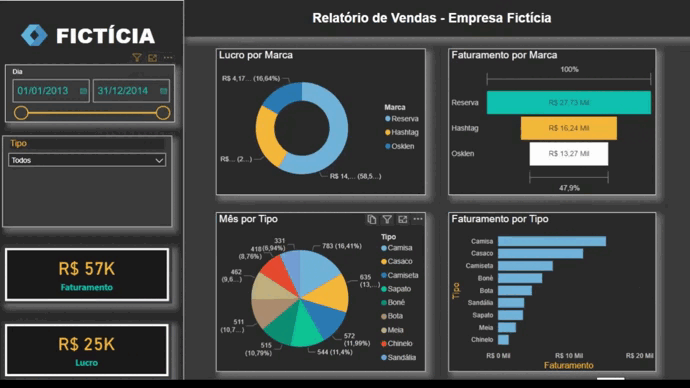 FICTÍCIA
Relatório de Vendas - Empresa Fictícia
Dia
01/01/2013
31/12/2014
Tipo
Todos
R$ 57K
Faturamento
R$ 25K
Lucro
Lucro por Marca
R$ 4,17... (16,64%)
R$... (2...)
R$ 14,... (58,5...
Marca
Reserva
Hashtag
Osklen
Faturamento por Marca
100%
Reserva
R$ 27,73 Mil
Hashtag
R$ 16,24 Mil
Osklen
R$ 13,27 Mil
47,9%
Mês por Tipo
783 (16,41%)
635
(13,...)
572
(11,99%)
544 (11,4%)
515
(10,79%)
511
(10,7...
462
(9,6...
418
(8,76%)
331
(6,94%)
Tipo
Camisa
Casaco
Camiseta
Sapato
Boné
Bota
Meia
Chinelo
Sandália
Faturamento por Tipo
Tipo
Camisa
Casaco
Camiseta
Boné
Bota
Sandália
Sapato
Meia
Chinelo
R$ 0 Mil
R$ 10 Mil
R$ 20 Mil
Faturamento